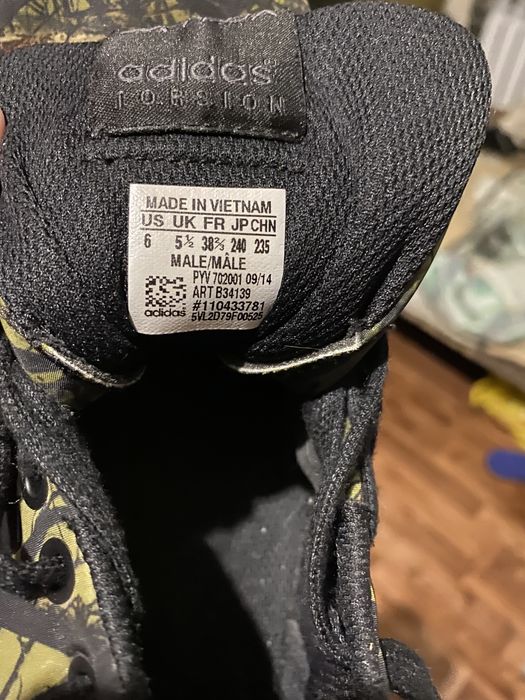 adidas
TORSION
MADE IN VIETNAM
US UK FR JP CHN
6 5½ 38⅔ 240 235
MALE/MÂLE
PYV 702001 09/14
ART B34139
#110433781
adidas 5VL2D79F00525